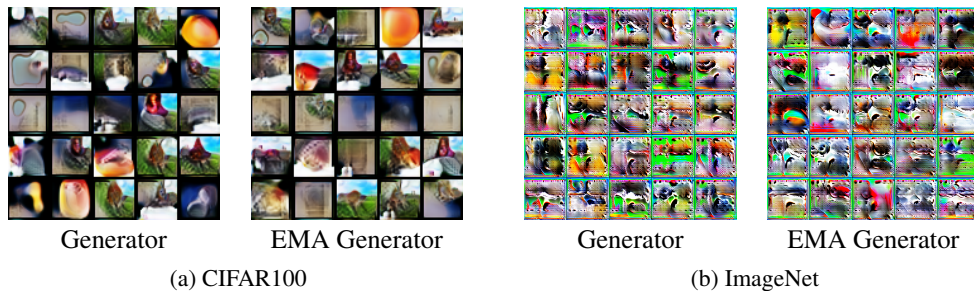 Generator
EMA Generator
Generator
EMA Generator
(a) CIFAR100
(b) ImageNet